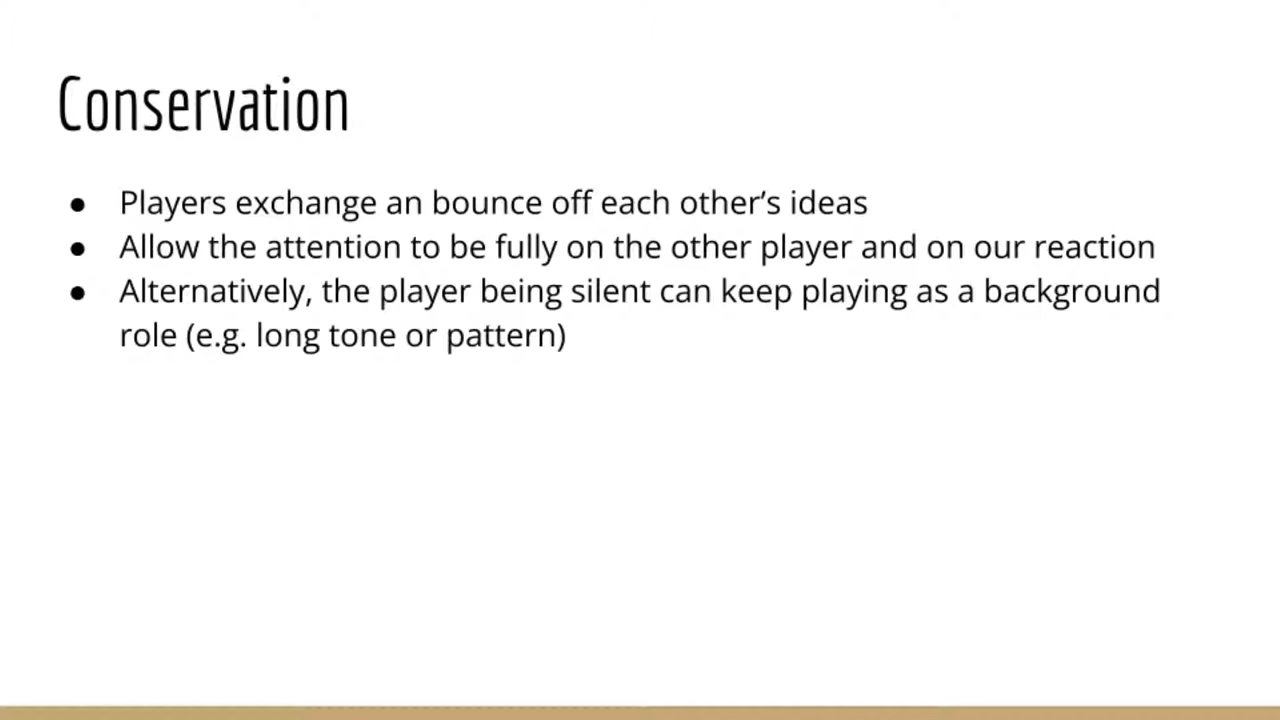 Conservation
● Players exchange an bounce off each other’s ideas
● Allow the attention to be fully on the other player and on our reaction
● Alternatively, the player being silent can keep playing as a background
role (e.g. long tone or pattern)